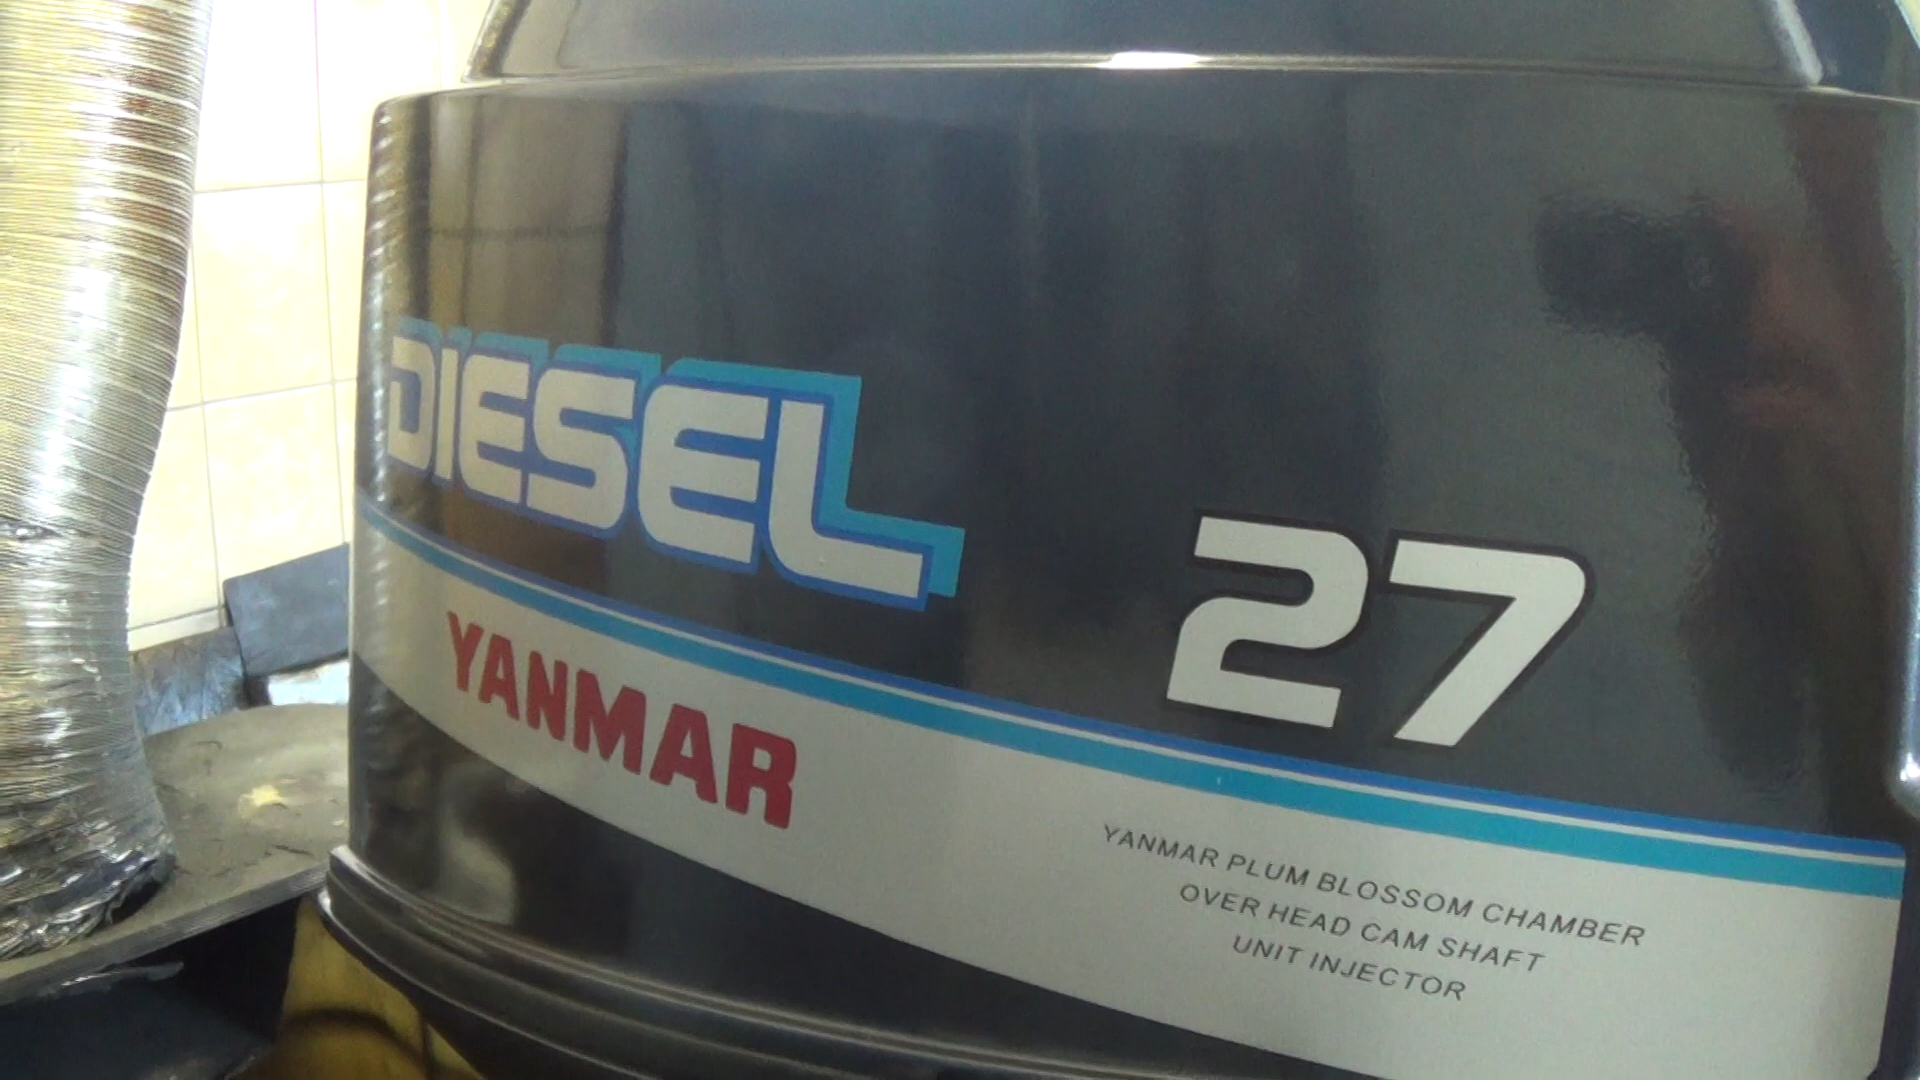 DIESEL
27
YANMAR
YANMAR PLUM BLOSSOM CHAMBER
OVER HEAD CAM SHAFT
UNIT INJECTOR